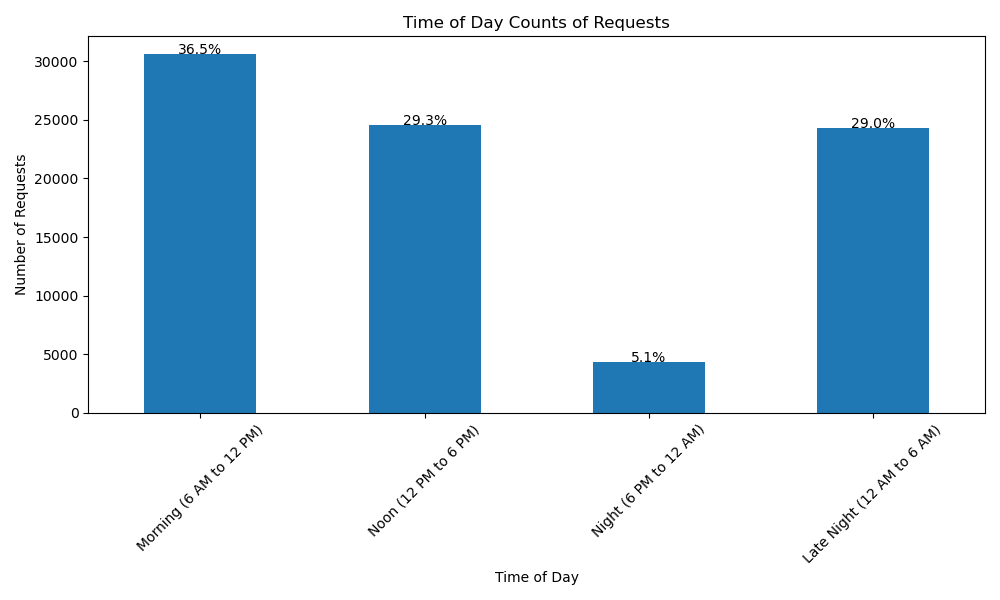 Time of Day Counts of Requests
36.5%
29.3%
5.1%
29.0%
30000
25000
20000
15000
10000
5000
0
Number of Requests
Morning (6 AM to 12 PM)
Noon (12 PM to 6 PM)
Night (6 PM to 12 AM)
Late Night (12 AM to 6 AM)
Time of Day